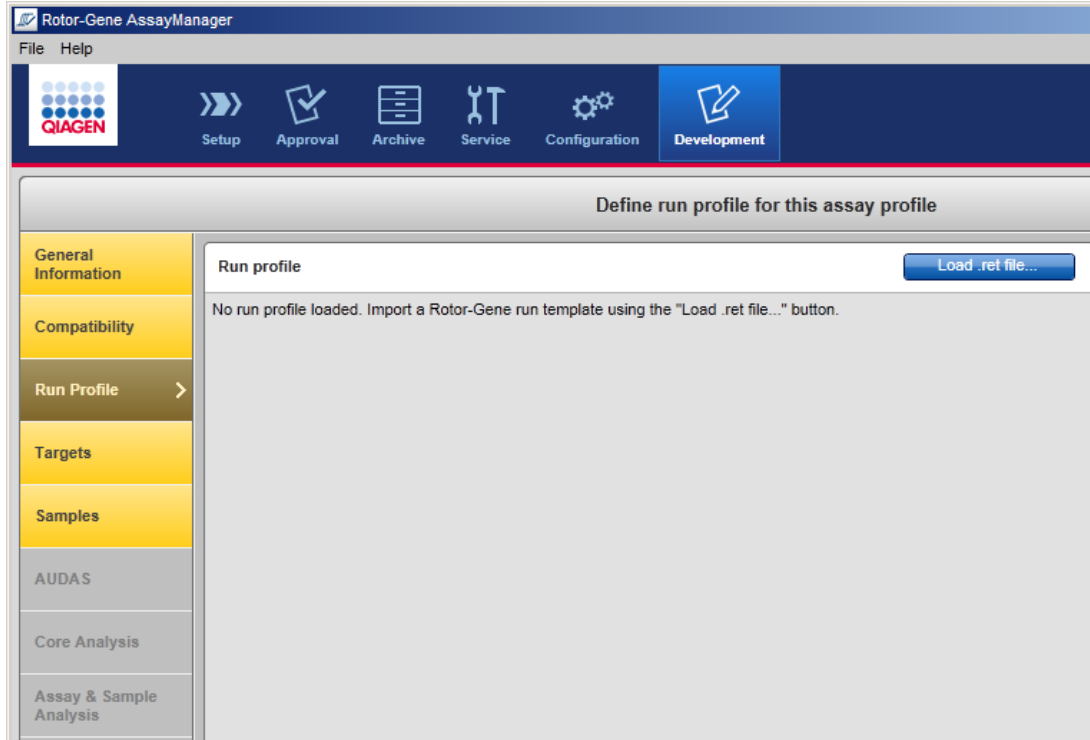 Rotor-Gene AssayManager
File Help
QIAGEN
Setup
Approval
Archive
Service
Configuration
Development
Define run profile for this assay profile
General
Information
Compatibility
Run Profile
Targets
Samples
AUDAS
Core Analysis
Assay & Sample
Analysis
Run profile
Load .ret file...
No run profile loaded. Import a Rotor-Gene run template using the "Load .ret file..." button.